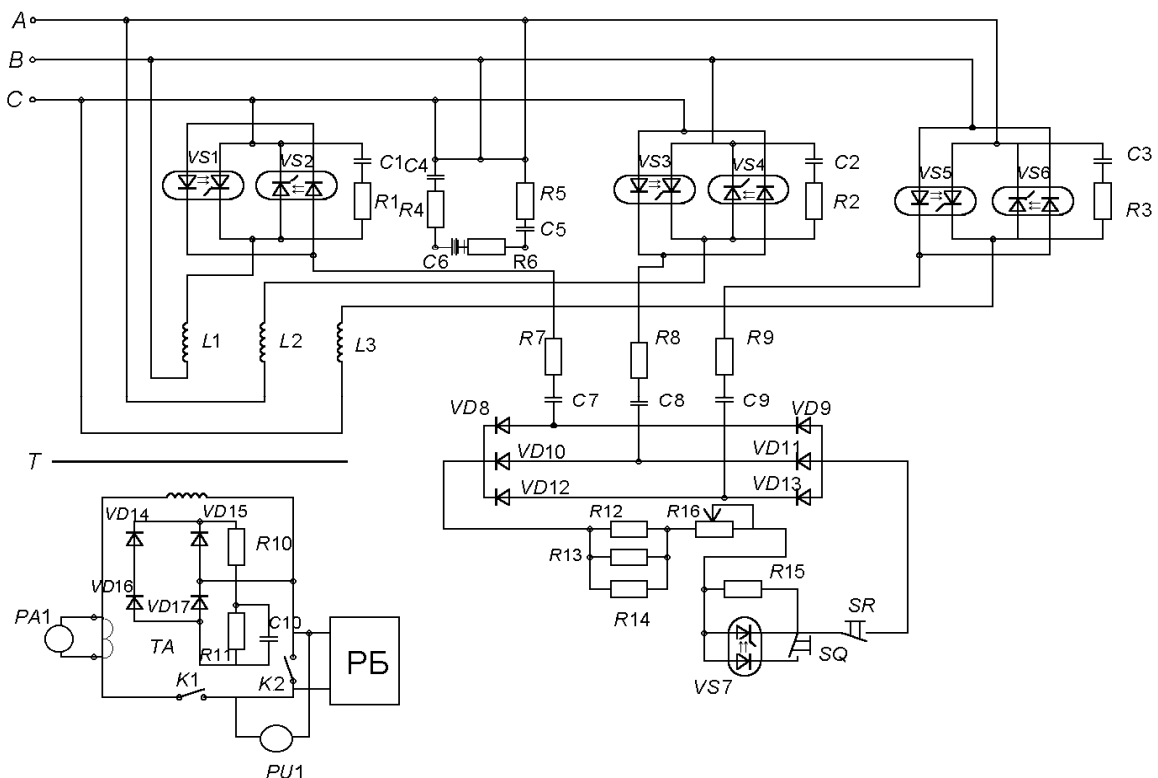 A
B
C
VS1
VS2
C1
C4
R1
R4
R5
C5
C6
R6
VS3
VS4
C2
R2
VS5
VS6
C3
R3
L1
L2
L3
R7
R8
R9
C7
C8
C9
VD8
VD9
VD10
VD11
VD12
VD13
T
VD14
VD15
R10
VD16
VD17
C10
R11
PA1
TA
K1
K2
РБ
PU1
R12
R16
R13
R14
R15
SR
SQ
VS7